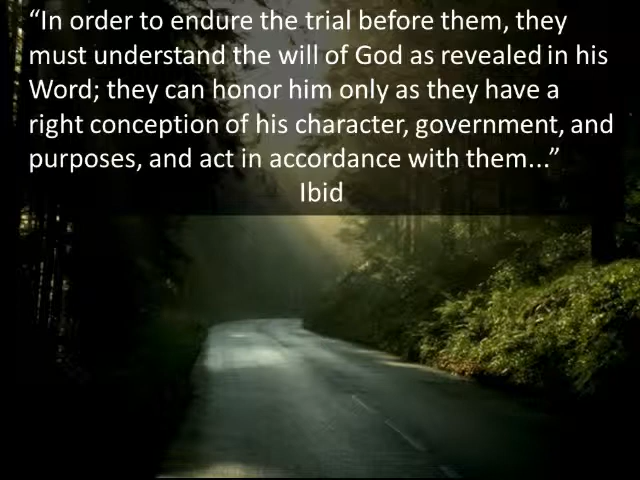 “In order to endure the trial before them, they
must understand the will of God as revealed in his
Word; they can honor him only as they have a
right conception of his character, government, and
purposes, and act in accordance with them...”
Ibid